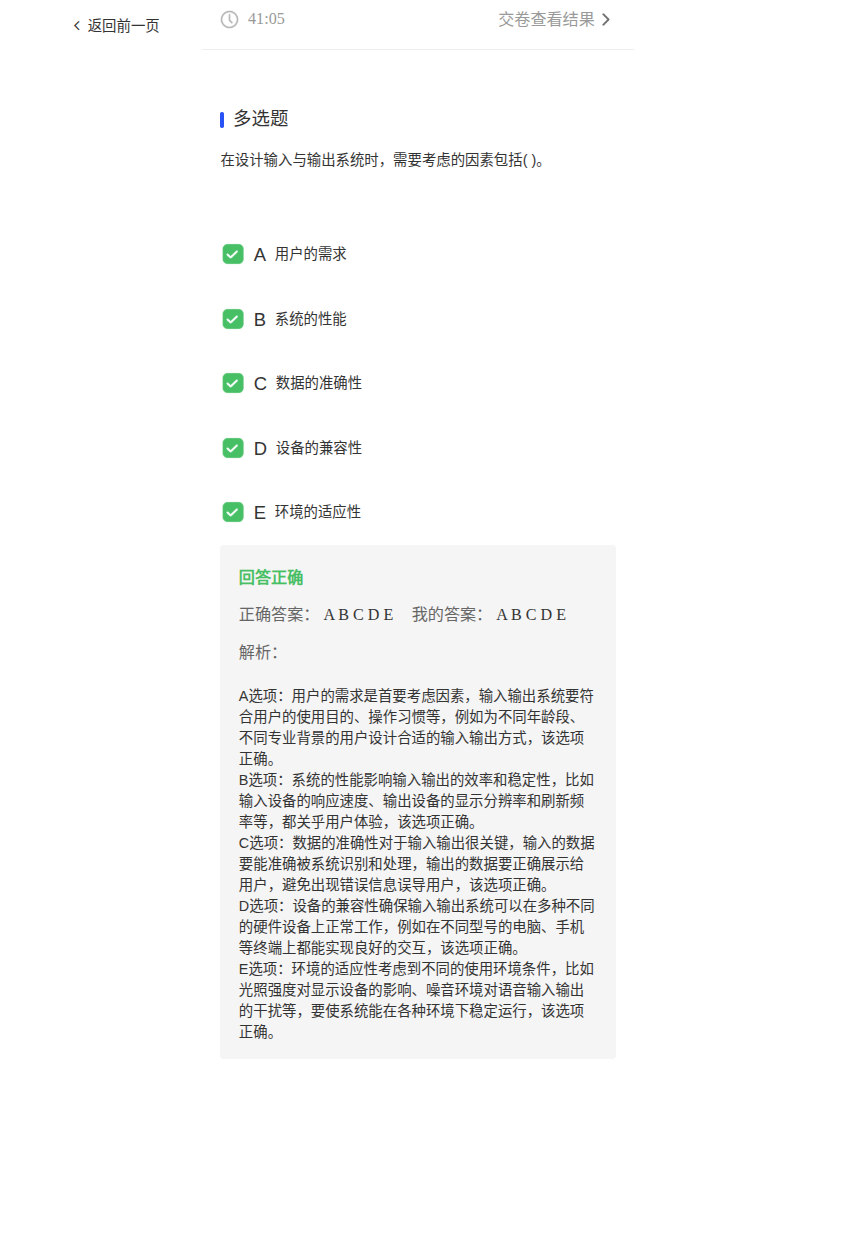 返回前一页
41:05
交卷查看结果
多选题
在设计输入与输出系统时，需要考虑的因素包括( )。
A 用户的需求
B 系统的性能
C 数据的准确性
D 设备的兼容性
E 环境的适应性
回答正确
正确答案： A B C D E 我的答案： A B C D E
解析：
A选项：用户的需求是首要考虑因素，输入输出系统要符
合用户的使用目的、操作习惯等，例如为不同年龄段、
不同专业背景的用户设计合适的输入输出方式，该选项
正确。
B选项：系统的性能影响输入输出的效率和稳定性，比如
输入设备的响应速度、输出设备的显示分辨率和刷新频
率等，都关乎用户体验，该选项正确。
C选项：数据的准确性对于输入输出很关键，输入的数据
要能准确被系统识别和处理，输出的数据要正确展示给
用户，避免出现错误信息误导用户，该选项正确。
D选项：设备的兼容性确保输入输出系统可以在多种不同
的硬件设备上正常工作，例如在不同型号的电脑、手机
等终端上都能实现良好的交互，该选项正确。
E选项：环境的适应性考虑到不同的使用环境条件，比如
光照强度对显示设备的影响、噪音环境对语音输入输出
的干扰等，要使系统能在各种环境下稳定运行，该选项
正确。